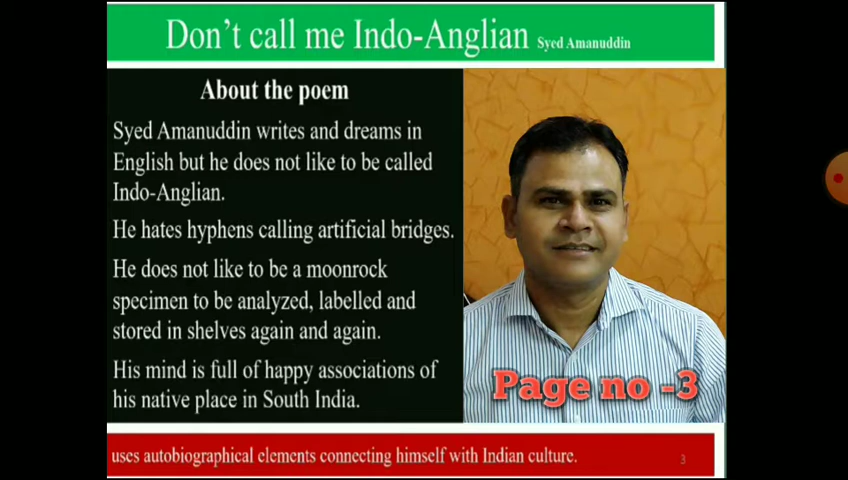 Don't call me Indo-Anglian Syed Amanuddin
About the poem
Syed Amanuddin writes and dreams in
English but he does not like to be called
Indo-Anglian.
He hates hyphens calling artificial bridges.
He does not like to be a moonrock
specimen to be analyzed, labelled and
stored in shelves again and again.
His mind is full of happy associations of
his native place in South India.
Page no -3
uses autobiographical elements connecting himself with Indian culture. 3